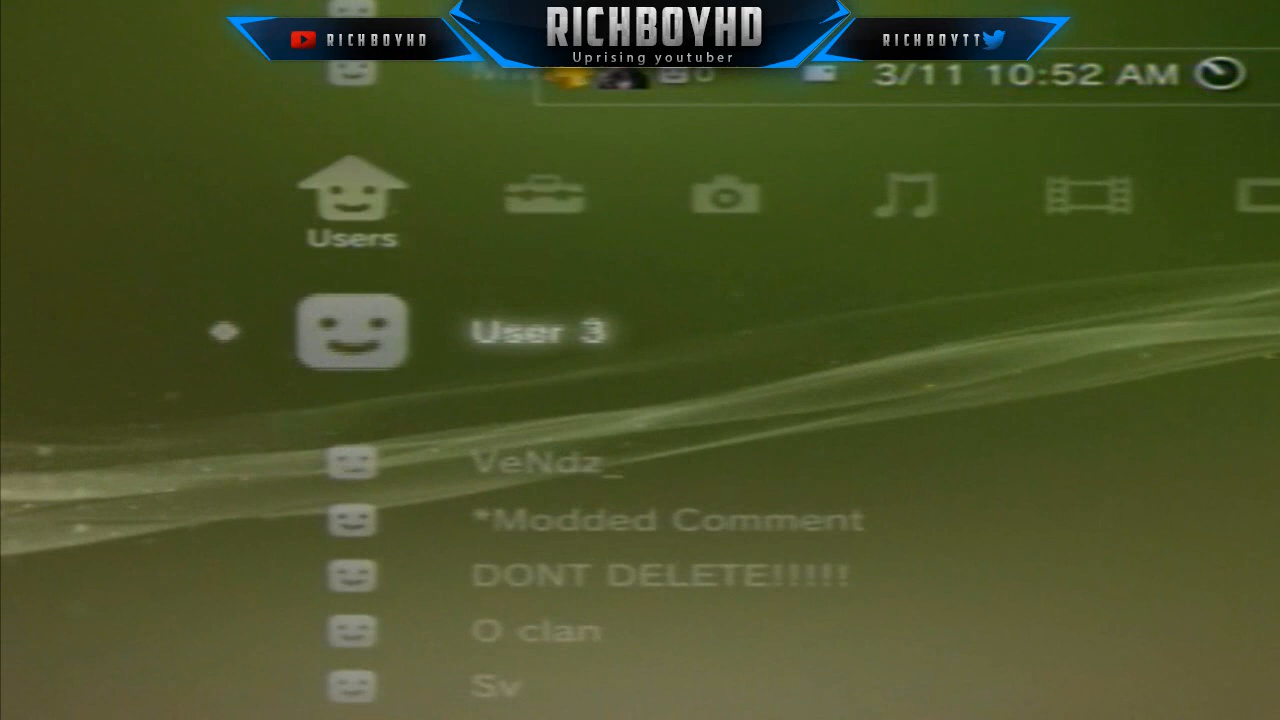 RICHBOYHD
RICHBOYHD
RICHBOYTT
Uprising youtuber
3/11 10:52 AM
Users
User 3
VeNdz_
*Modded Comment
DONT DELETE!!!!!
O clan
Sv